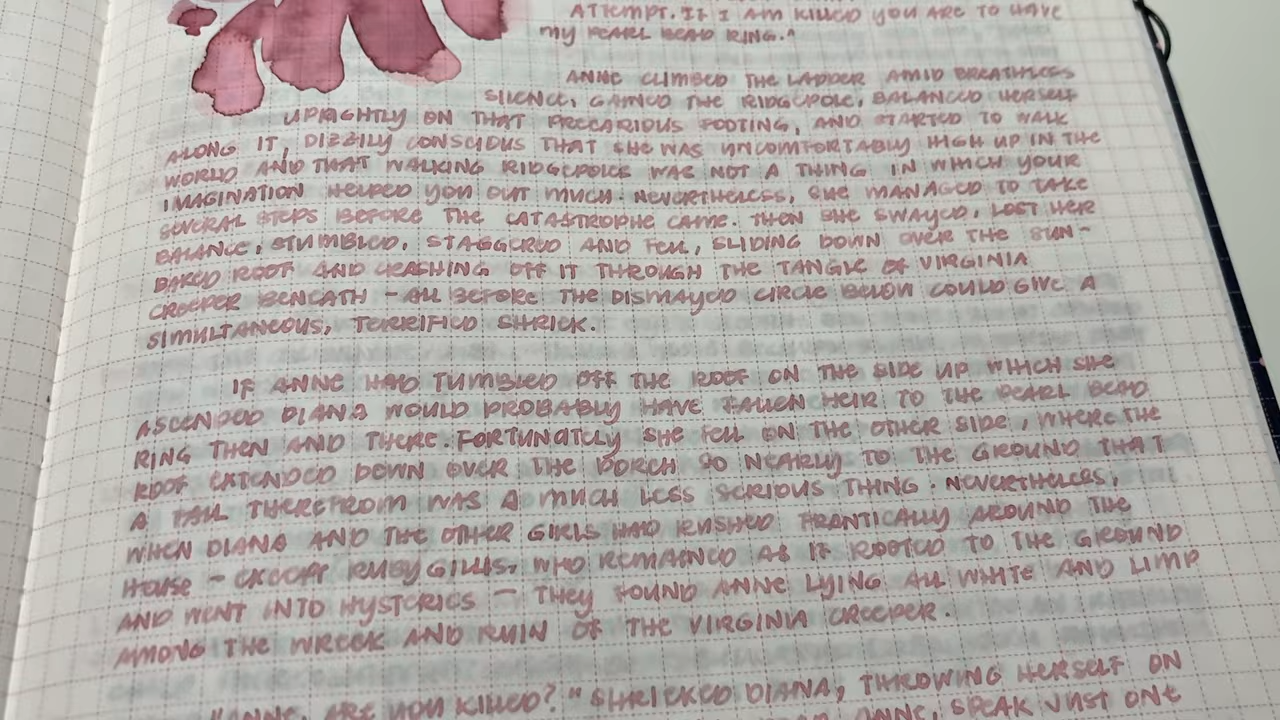 ATTEMPT. IF I AM KILLED YOU ARE TO HAVE
MY PEARL BEAD RING."
ANNE CLIMBED THE LADDER AMID BREATHLESS
SILENCE, GAINED THE RIDGEPOLE, BALANCED HERSELF
UPRIGHTLY ON THAT PRECARIOUS FOOTING, AND STARTED TO WALK
ALONG IT, DIZZILY CONSCIOUS THAT SHE WAS UNCOMFORTABLY HIGH UP IN THE
WORLD AND THAT WALKING RIDGEPOLES WAS NOT A THING IN WHICH YOUR
IMAGINATION HELPED YOU OUT MUCH. NEVERTHELESS, SHE MANAGED TO TAKE
SEVERAL STEPS BEFORE THE CATASTROPHE CAME. THEN SHE SWAYED, LOST HER
BALANCE, STUMBLED, STAGGERED AND FELL, SLIDING DOWN OVER THE SUN-
BAKED ROOF AND CRASHING OFF IT THROUGH THE TANGLE OF VIRGINIA
CREEPER BENEATH - ALL BEFORE THE DISMAYED CIRCLE BELOW COULD GIVE A
SIMULTANEOUS, TERRIFIED SHRIEK.
IF ANNE HAD TUMBLED OFF THE ROOF ON THE SIDE UP WHICH SHE
ASCENDED DIANA WOULD PROBABLY HAVE FALLEN HEIR TO THE PEARL BEAD
RING THEN AND THERE. FORTUNATELY SHE FELL ON THE OTHER SIDE, WHERE THE
ROOF EXTENDED DOWN OVER THE PORCH SO NEARLY TO THE GROUND THAT
A FALL THEREFROM WAS A MUCH LESS SERIOUS THING. NEVERTHELESS,
WHEN DIANA AND THE OTHER GIRLS HAD RUSHED FRANTICALLY AROUND THE
HOUSE - EXCEPT RUBY GILLIS, WHO REMAINED AS IF ROOTED TO THE GROUND
AND WENT INTO HYSTERICS - THEY FOUND ANNE LYING ALL WHITE AND LIMP
AMONG THE WRECK AND RUIN OF THE VIRGINIA CREEPER.
"ANNE, ARE YOU KILLED?" SHRIEKED DIANA, THROWING HERSELF ON
ANNE, SPEAK JUST ONE